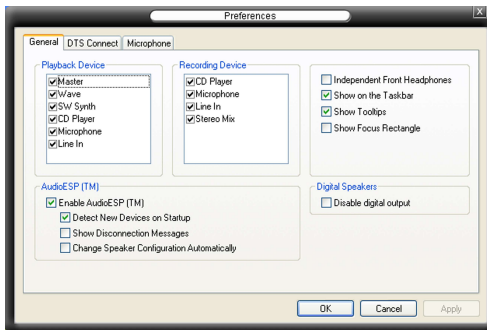 Preferences
X
General
DTS Connect
Microphone
Playback Device
Master
Wave
SW Synth
CD Player
Microphone
Line In
Recording Device
CD Player
Microphone
Line In
Stereo Mix
Independent Front Headphones
Show on the Taskbar
Show Tooltips
Show Focus Rectangle
AudioESP (TM)
Enable AudioESP (TM)
Detect New Devices on Startup
Show Disconnection Messages
Change Speaker Configuration Automatically
Digital Speakers
Disable digital output
OK
Cancel
Apply